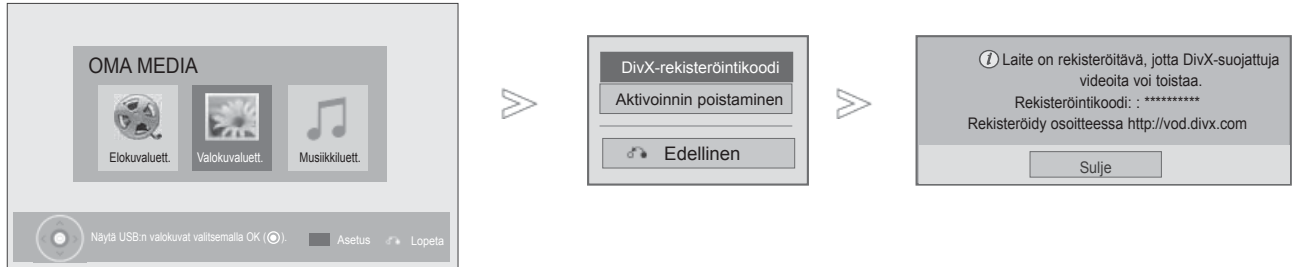 OMA MEDIA
Elokuvaluett.
Valokuvaluett.
Musiikkiluett.
Näytä USB:n valokuvat valitsemalla OK (◉).
Asetus
Lopeta
DivX-rekisteröintikoodi
Aktivoinnin poistaminen
Edellinen
i Laite on rekisteröitävä, jotta DivX-suojattuja
videoita voi toistaa.
Rekisteröintikoodi: : **********
Rekisteröidy osoitteessa http://vod.divx.com
Sulje